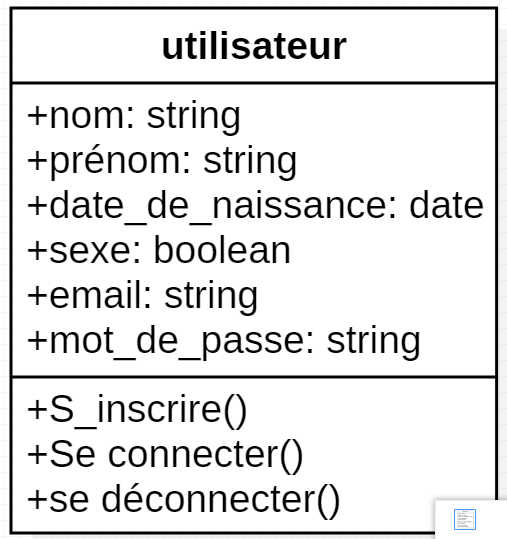 utilisateur
+nom: string
+prénom: string
+date_de_naissance: date
+sexe: boolean
+email: string
+mot_de_passe: string
+S_inscrire()
+Se connecter()
+se déconnecter()